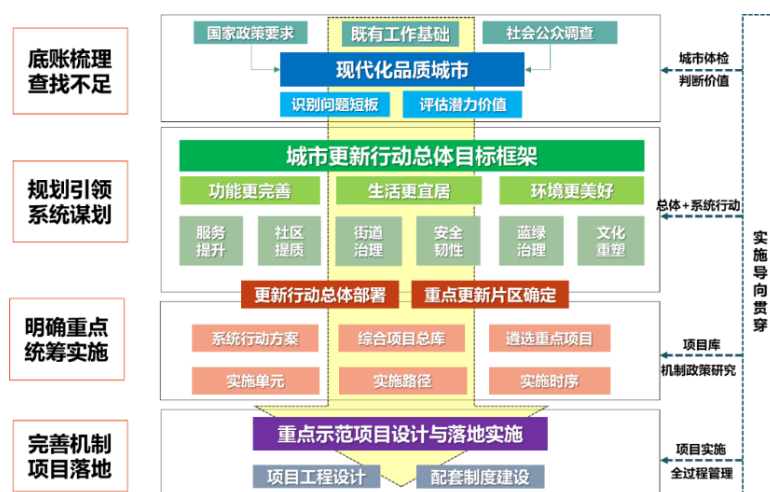 底账梳理
查找不足
国家政策要求
既有工作基础
社会公众调查
现代化品质城市
识别问题短板
评估潜力价值
城市体检
判断价值
规划引领
系统谋划
城市更新行动总体目标框架
功能更完善
生活更宜居
环境更美好
服务
提升
社区
提质
街道
治理
安全
韧性
蓝绿
治理
文化
重塑
总体+系统行动
实施导向贯穿
明确重点
统筹实施
更新行动总体部署
重点更新片区确定
系统行动方案
综合项目总库
遴选重点项目
实施单元
实施路径
实施时序
项目库
机制政策研究
完善机制
项目落地
重点示范项目设计与落地实施
项目工程设计
配套制度建设
项目实施
全过程管理